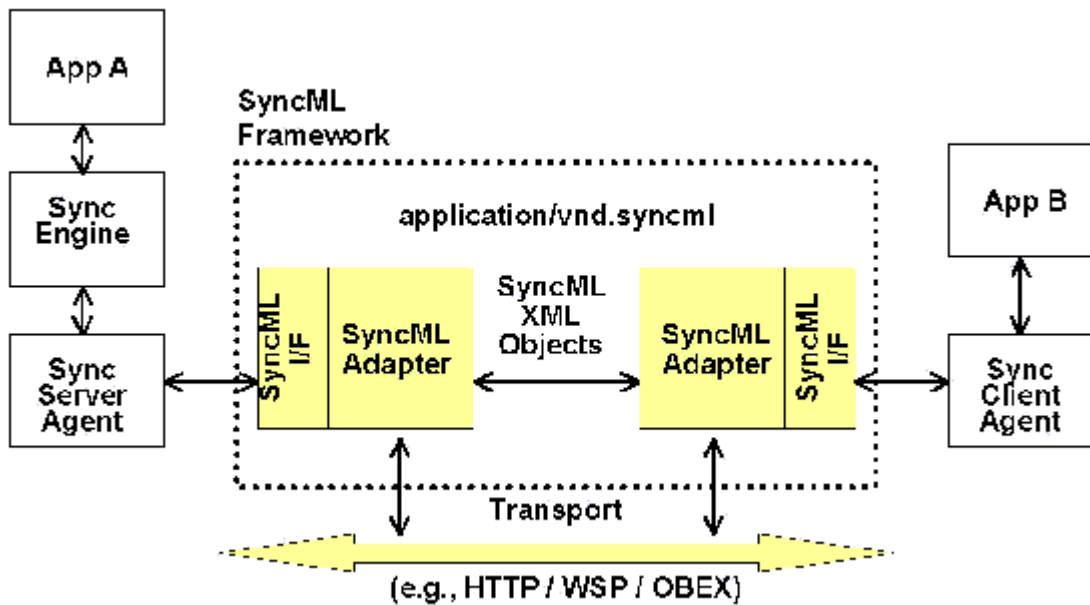 App A
SyncML
Framework
Sync
Engine
application/vnd.syncml
App B
SyncML
I/F
SyncML
Adapter
SyncML
XML
Objects
SyncML
Adapter
SyncML
I/F
Sync
Server
Agent
Sync
Client
Agent
Transport
(e.g., HTTP / WSP / OBEX)